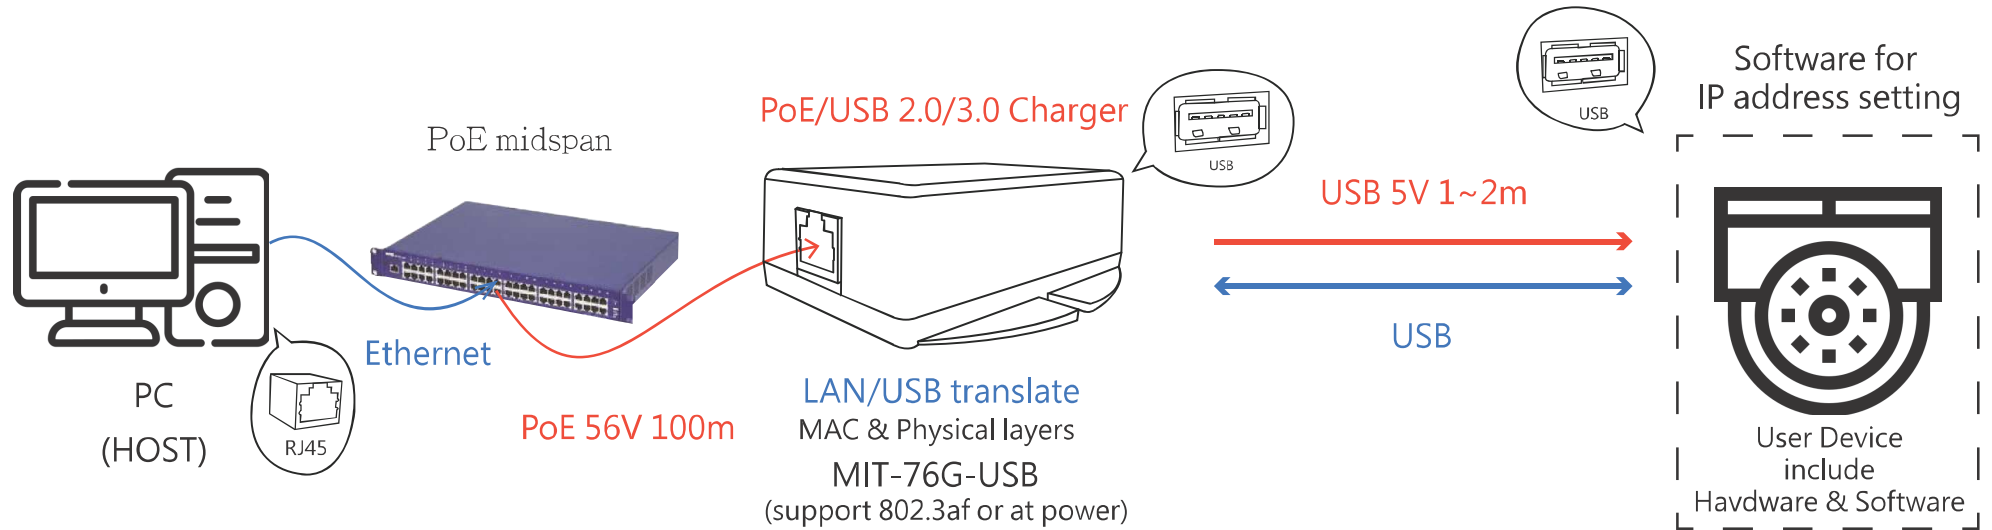 PC
(HOST)
RJ45
Ethernet
PoE midspan
PoE 56V 100m
PoE/USB 2.0/3.0 Charger
USB
LAN/USB translate
MAC & Physical layers
MIT-76G-USB
(support 802.3af or at power)
USB 5V 1~2m
USB
USB
Software for
IP address setting
User Device
include
Havdware & Software